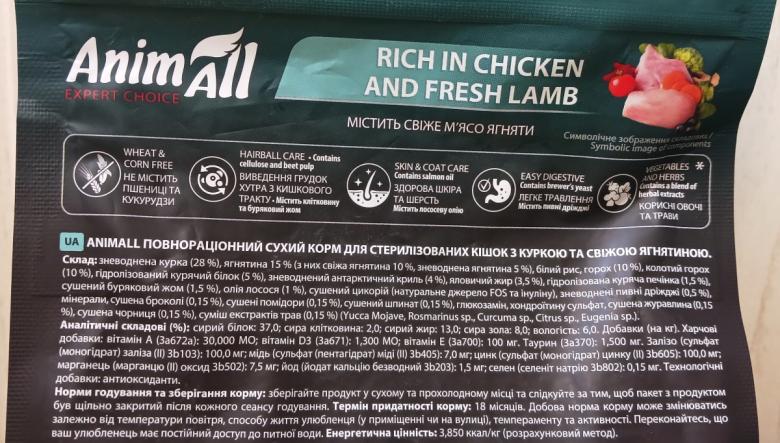 AnimAll
EXPERT CHOICE
RICH IN CHICKEN
AND FRESH LAMB
МІСТИТЬ СВІЖЕ М'ЯСО ЯГНЯТИ
Символічне зображення складових /
Symbolic image of components
WHEAT &
CORN FREE
НЕ МІСТИТЬ
ПШЕНИЦІ ТА
КУКУРУДЗИ
HAIRBALL CARE • Contains
cellulose and beet pulp
ВИВЕДЕННЯ ГРУДОК
ХУТРА З КИШКОВОГО
ТРАКТУ • Містить клітковину
та буряковий жом
SKIN & COAT CARE
Contains salmon oil
ЗДОРОВА ШКІРА
ТА ШЕРСТЬ
Містить лососеву олію
EASY DIGESTIVE
Contains brewer's yeast
ЛЕГКЕ ТРАВЛЕННЯ
Містить пивні дріжджі
VEGETABLES *
AND HERBS
Contains a blend of
herbal extracts
КОРИСНІ ОВОЧІ
ТА ТРАВИ
UA ANIMALL ПОВНОРАЦІОННИЙ СУХИЙ КОРМ ДЛЯ СТЕРИЛІЗОВАНИХ КІШОК З КУРКОЮ ТА СВІЖОЮ ЯГНЯТИНОЮ.
Склад: зневоднена курка (28 %), ягнятина 15 % (з них свіжа ягнятина 10 %, зневоднена ягнятина 5 %), білий рис, горох (10 %), колотий горох
(10 %), гідролізований курячий білок (5 %), зневоднений антарктичний криль (4 %), яловичий жир (3,5 %), гідролізована куряча печінка (1,5 %),
сушений буряковий жом (1,5 %), олія лосося (1 %), сушений цикорій (натуральне джерело FOS та інуліну), зневоднені пивні дріжджі (0,5 %),
мінерали, сушена броколі (0,15 %), сушені помідори (0,15 %), сушений шпинат (0,15 %), глюкозамін, хондроїтину сульфат, сушена журавлина (0,15
%), сушена чорниця (0,15 %), суміш екстрактів трав (0,15 %) (Yucca Mojave, Rosmarinus sp., Curcuma sp., Citrus sp., Eugenia sp.).
Аналітичні складові (%): сирий білок: 37,0; сира клітковина: 2,0; сирий жир: 13,0; сира зола: 8,0; вологість: 6,0. Добавки (на кг). Харчові
добавки: вітамін А (3a672a): 30,000 МО; вітамін D3 (3a671): 1,300 МО; вітамін Е (3a700): 100 мг. Таурин (3a370): 1,500 мг. Залізо (сульфат
(моногідрат) заліза (ІІ) 3b103): 100,0 мг; мідь (сульфат (пентагідрат) міді (ІІ) 3b405): 7,0 мг; цинк (сульфат (моногідрат) цинку (ІІ) 3b605): 100,0 мг;
марганець (марганцю (ІІ) оксид 3b502): 7,5 мг; йод (йодат кальцію безводний 3b203): 1,5 мг; селен (селеніт натрію 3b802): 0,15 мг. Технологічні
добавки: антиоксиданти.
Норми годування та зберігання корму: зберігайте продукт у сухому та прохолодному місці та слідкуйте за тим, щоб пакет з продуктом
був щільно закритий після кожного сеансу годування. Термін придатності корму: 18 місяців. Добова норма корму може змінюватись
залежно від температури повітря, способу життя улюбленця (у приміщенні чи на вулиці), темпераменту та активності. Переконайтесь, що
ваш улюбленець має постійний доступ до питної води. Енергетична цінність: 3,850 ккал/кг (розрахунковий метод).